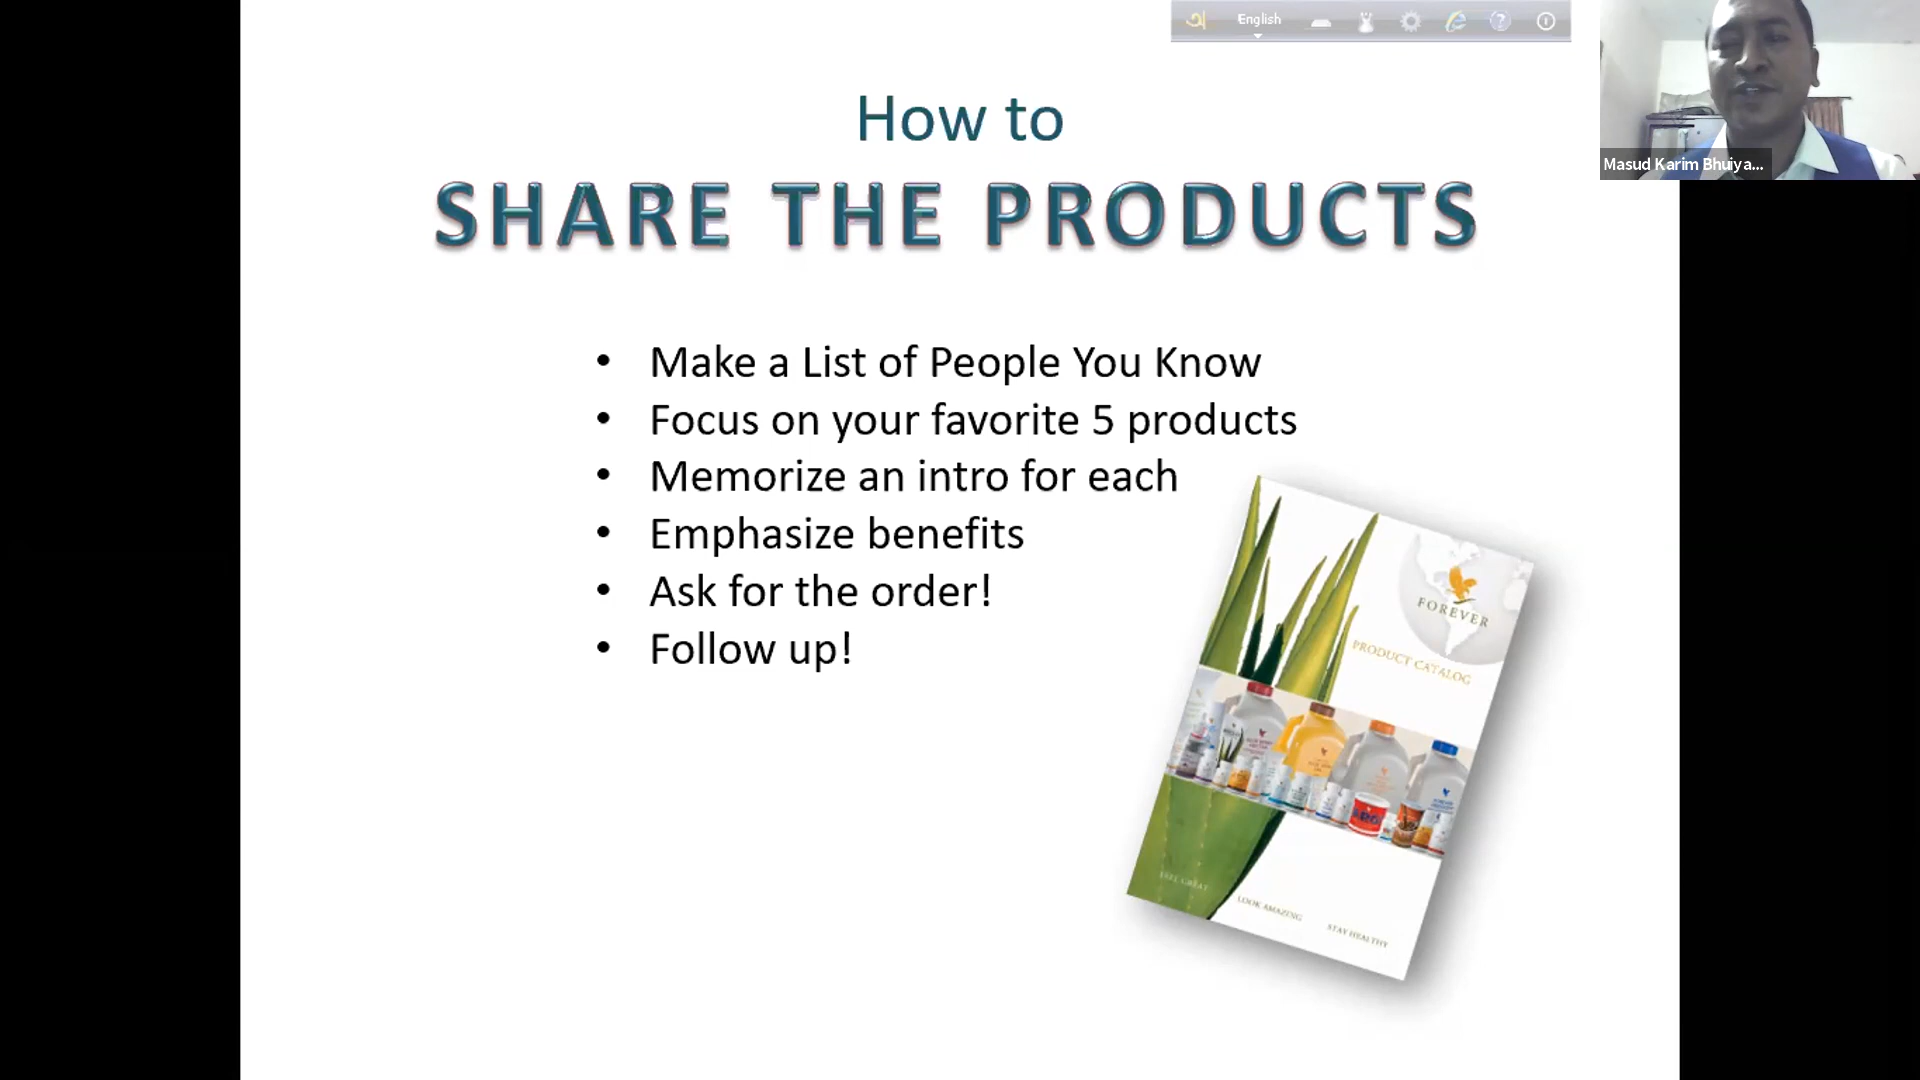 অ English
Masud Karim Bhuiya...
How to
SHARE THE PRODUCTS
• Make a List of People You Know
• Focus on your favorite 5 products
• Memorize an intro for each
• Emphasize benefits
• Ask for the order!
• Follow up!
FOREVER
PRODUCT CATALOG
FEEL GREAT
LOOK AMAZING
STAY HEALTHY